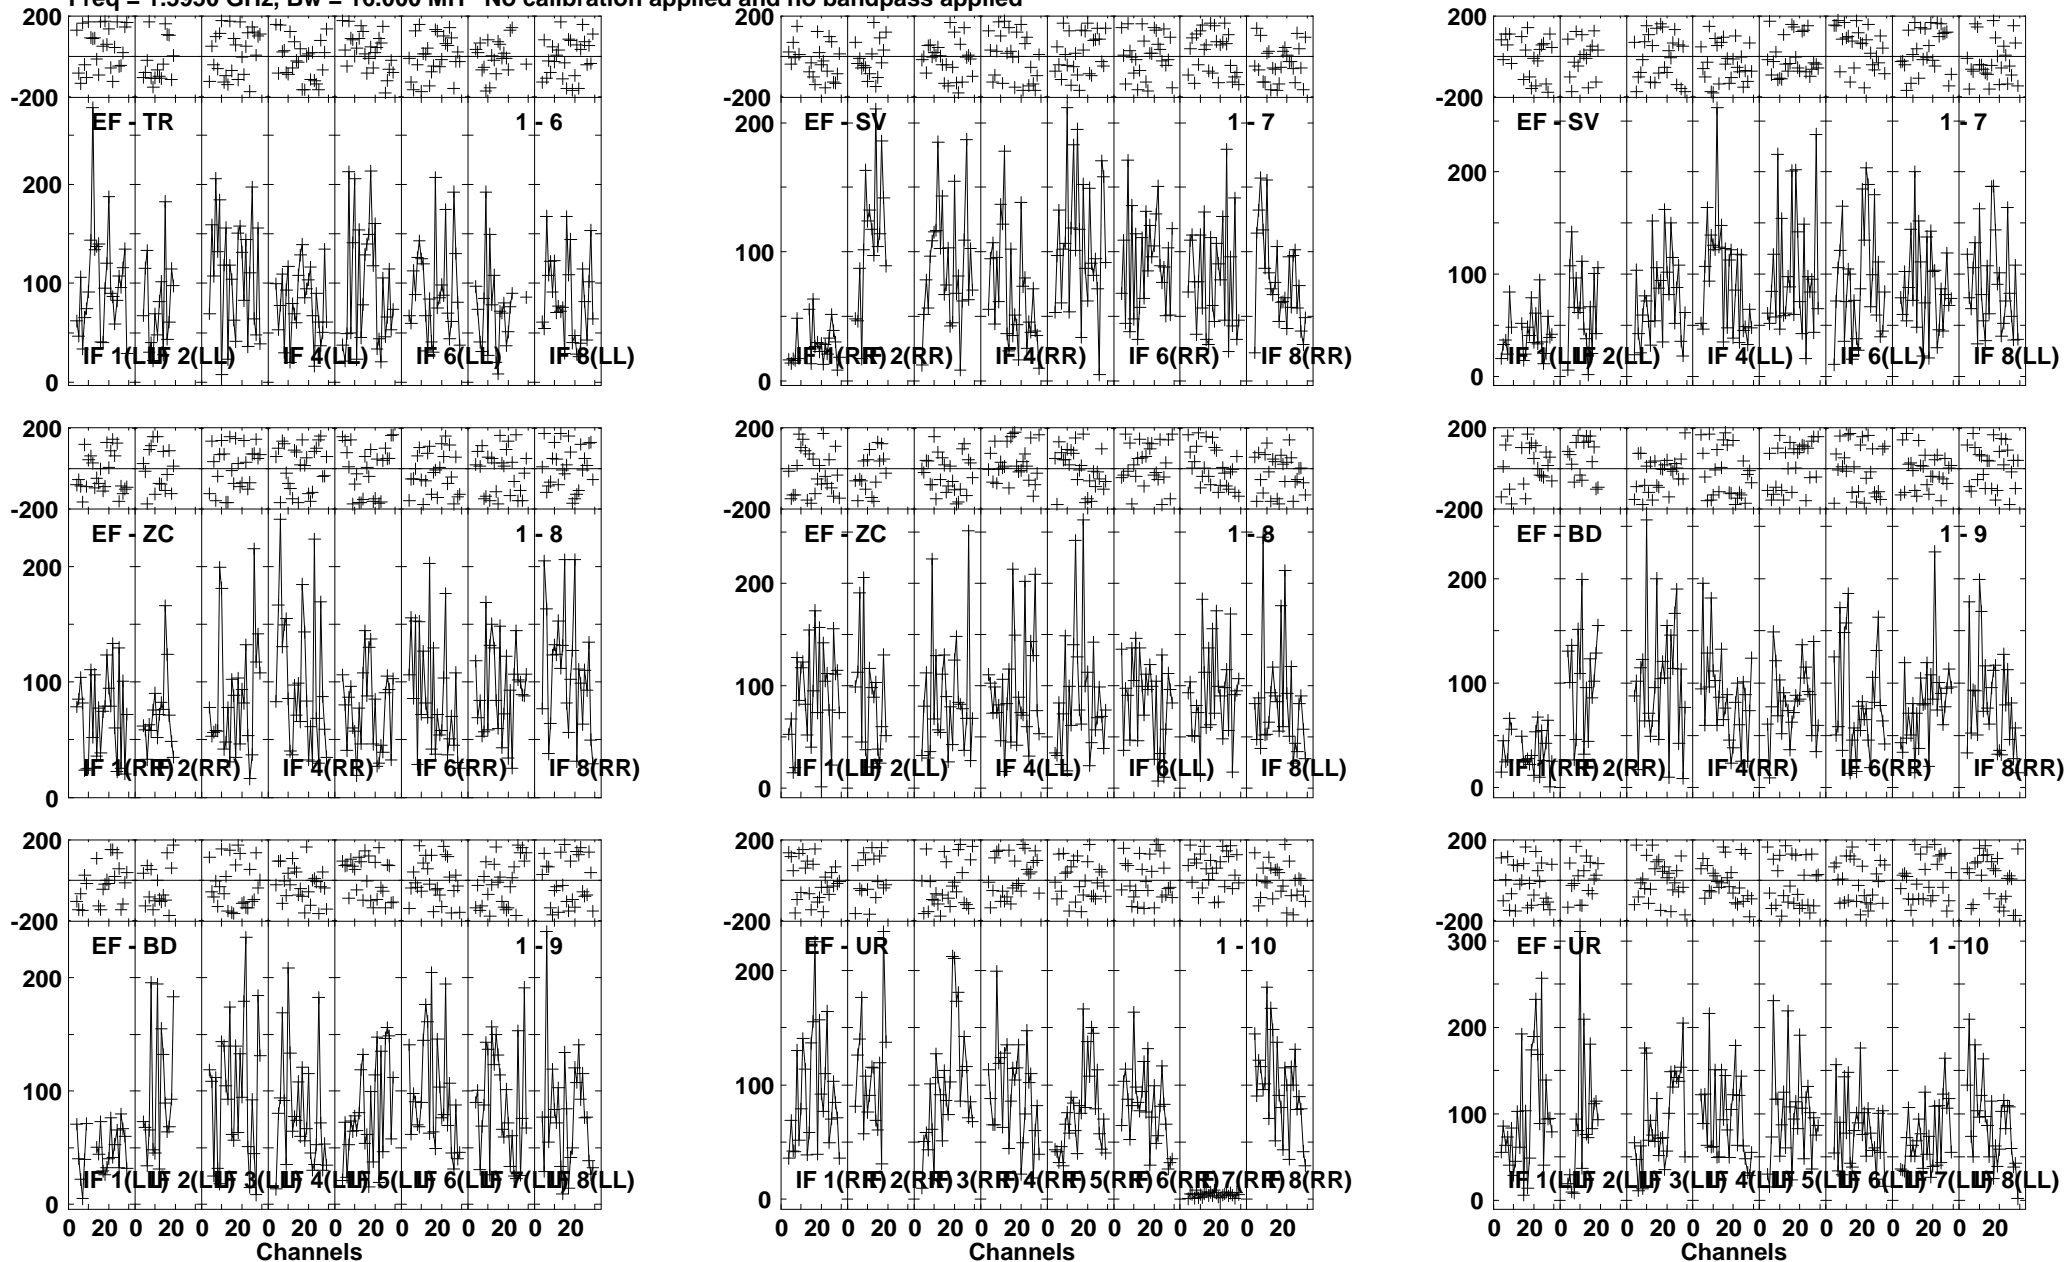 Freq = 1.5950 GHz, Bw = 16.000 MH No calibration applied and no bandpass applied
200 200 200
-200 -200 -200
EF - TR 1 - 6 EF - SV 1 - 7 EF - SV 1 - 7
200 200 200
100 100 100
IF 1(LL) IF 2(LL) IF 4(LL) IF 6(LL) IF 8(LL) IF 1(RR) IF 2(RR) IF 4(RR) IF 6(RR) IF 8(RR) IF 1(LL) IF 2(LL) IF 4(LL) IF 6(LL) IF 8(LL)
0 0 0
200 200 200
-200 -200 -200
EF - ZC 1 - 8 EF - ZC 1 - 8 EF - BD 1 - 9
200 200 200
100 100 100
IF 1(RR) IF 2(RR) IF 4(RR) IF 6(RR) IF 8(RR) IF 1(LL) IF 2(LL) IF 4(LL) IF 6(LL) IF 8(LL) IF 1(RR) IF 2(RR) IF 4(RR) IF 6(RR) IF 8(RR)
0 0 0
200 200 200
-200 -200 -200
EF - BD 1 - 9 EF - UR 1 - 10 EF - UR 1 - 10
300
200 200 200
100 100 100
IF 1(LL) IF 2(LL) IF 3(LL) IF 4(LL) IF 5(LL) IF 6(LL) IF 7(LL) IF 8(LL) IF 1(RR) IF 2(RR) IF 3(RR) IF 4(RR) IF 5(RR) IF 6(RR) IF 7(RR) IF 8(RR) IF 1(LL) IF 2(LL) IF 3(LL) IF 4(LL) IF 5(LL) IF 6(LL) IF 7(LL) IF 8(LL)
0 0 0
0 20 0 20 0 20 0 20 0 20 0 20 0 20 0 20 0 20 0 20 0 20 0 20 0 20 0 20 0 20 0 20 0 20 0 20 0 20 0 20 0 20 0 20 0 20 0 20
Channels Channels Channels